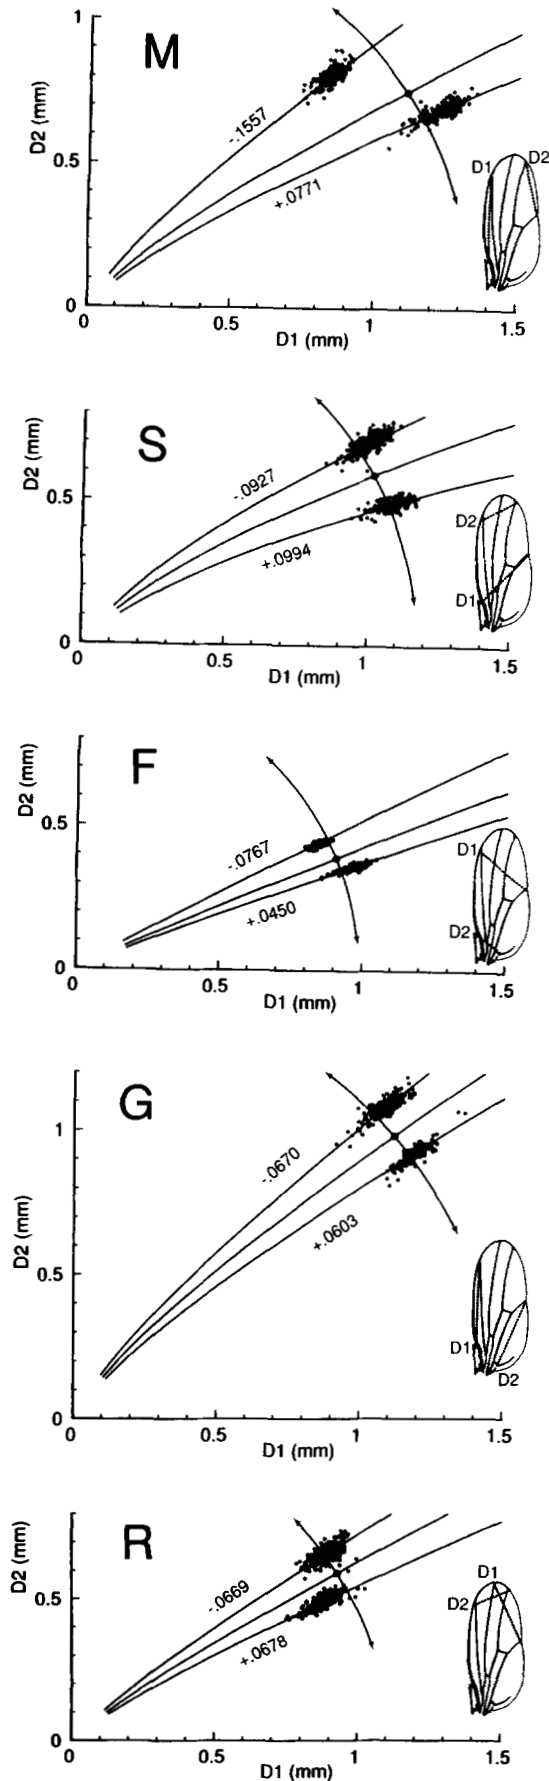 M
D2 (mm)
1
0.5
0
-.1557
+.0771
D1
D2
0
0.5
1
1.5
D1 (mm)
S
D2 (mm)
0.5
0
-.0927
+.0994
D2
D1
0
0.5
1
1.5
D1 (mm)
F
D2 (mm)
0.5
0
-.0767
+.0450
D1
D2
0
0.5
1
1.5
D1 (mm)
G
D2 (mm)
1
0.5
0
-.0670
+.0603
D1
D2
0
0.5
1
1.5
D1 (mm)
R
D2 (mm)
0.5
0
-.0669
+.0678
D1
D2
0
0.5
1
1.5
D1 (mm)